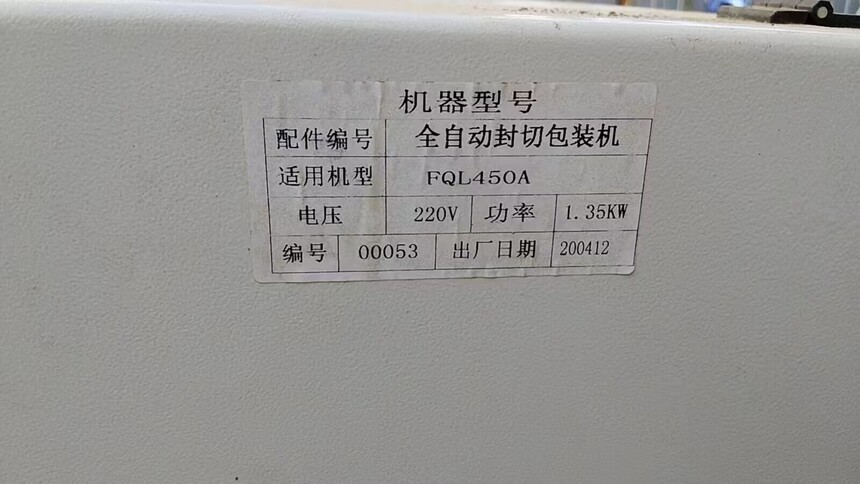 机器型号
配件编号 全自动封切包装机
适用机型 FQL450A
电压 220V 功率 1.35KW
编号 00053 出厂日期 200412